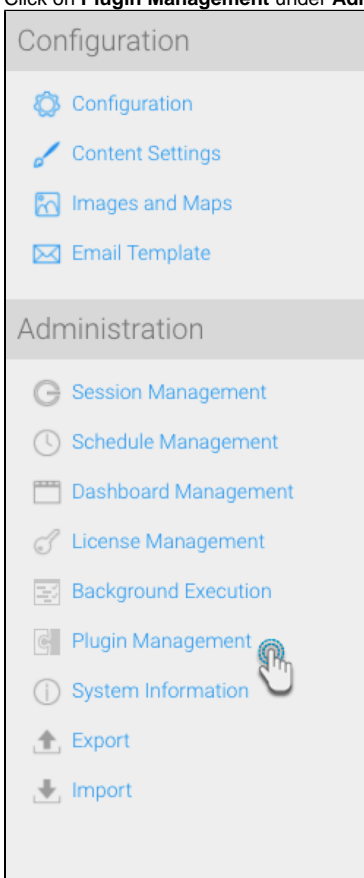 Click on Plugin Management under Adm
Configuration
Configuration
Content Settings
Images and Maps
Email Template
Administration
Session Management
Schedule Management
Dashboard Management
License Management
Background Execution
Plugin Management
System Information
Export
Import